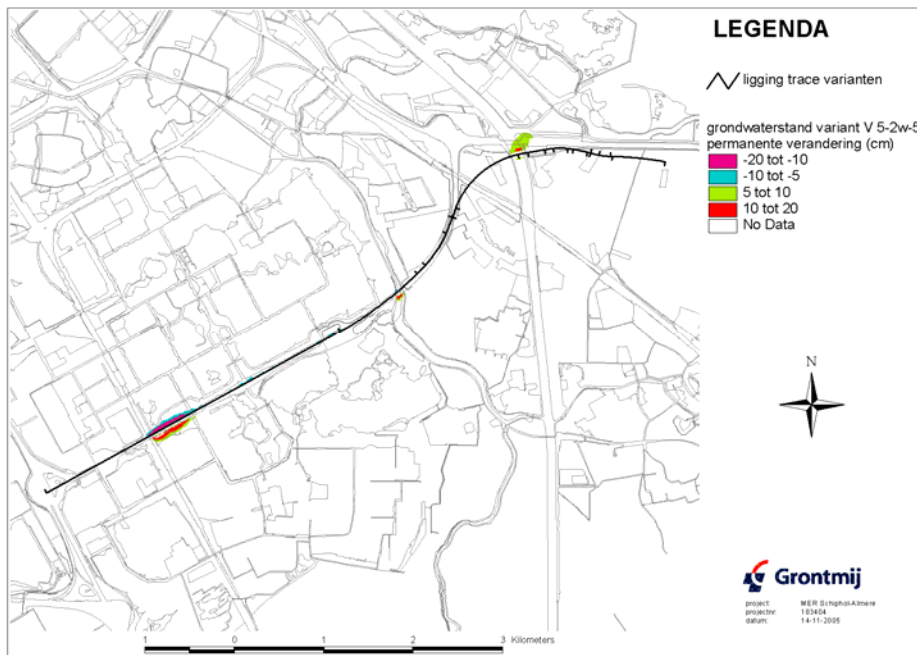 LEGENDA
ligging trace varianten
grondwaterstand variant V 5-2w-5
permanente verandering (cm)
-20 tot -10
-10 tot -5
5 tot 10
10 tot 20
No Data
N
Grontmij
project: MER Schiphol-Almere
projectnr: 183404
datum: 14-11-2005
1 0 1 2 3 Kilometers